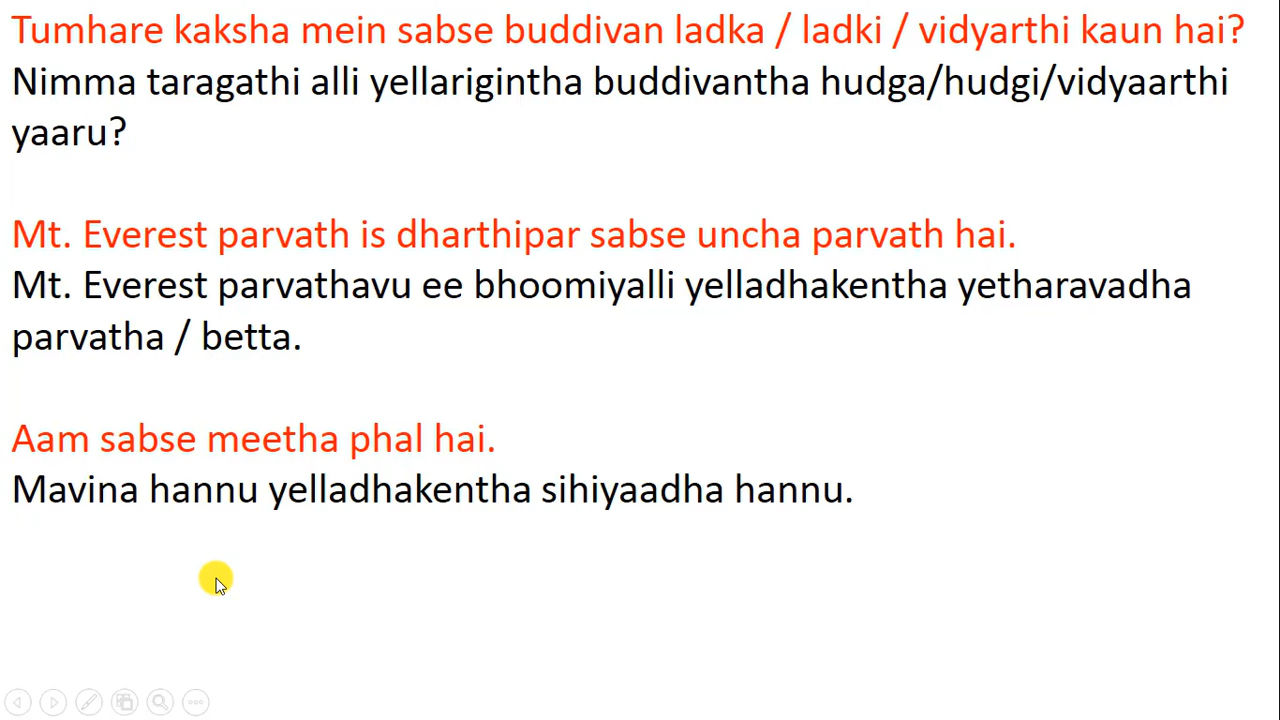 Tumhare kaksha mein sabse buddivan ladka / ladki / vidyarthi kaun hai?
Nimma taragathi alli yellarigintha buddivantha hudga/hudgi/vidyaarthi
yaaru?
Mt. Everest parvath is dharthipar sabse uncha parvath hai.
Mt. Everest parvathavu ee bhoomiyalli yelladhakentha yetharavadha
parvatha / betta.
Aam sabse meetha phal hai.
Mavina hannu yelladhakentha sihiyaadha hannu.